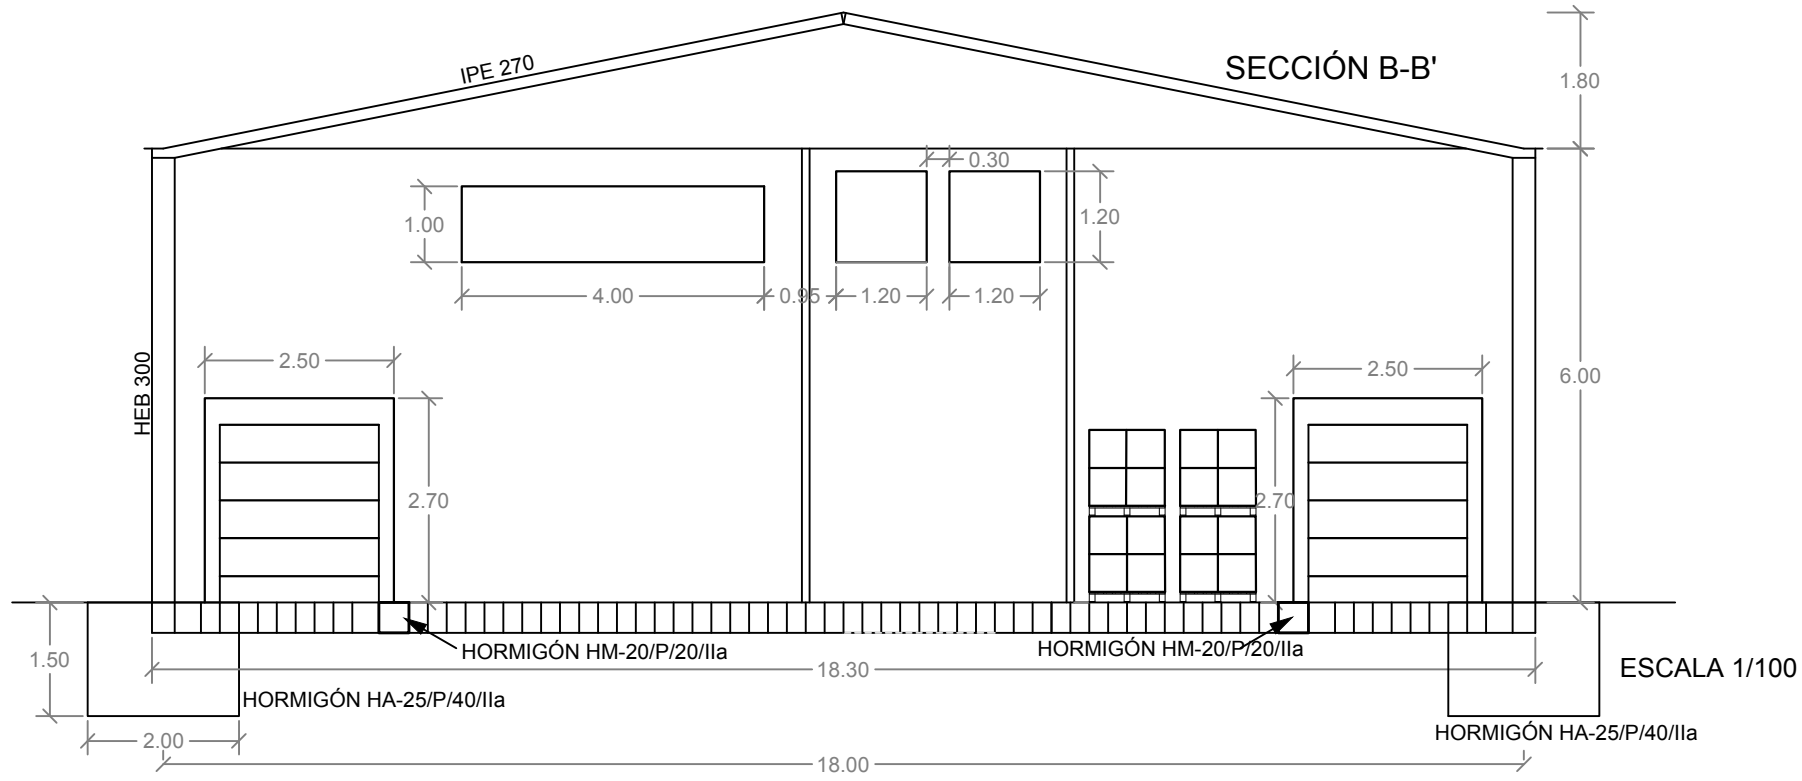 IPE 270
SECCIÓN B-B'
1.80
0.30
1.00
1.20
4.00
0.95
1.20
1.20
HEB 300
2.50
2.50
6.00
2.70
2.70
HORMIGÓN HM-20/P/20/IIa
HORMIGÓN HM-20/P/20/IIa
1.50
18.30
ESCALA 1/100
HORMIGÓN HA-25/P/40/IIa
HORMIGÓN HA-25/P/40/IIa
2.00
18.00